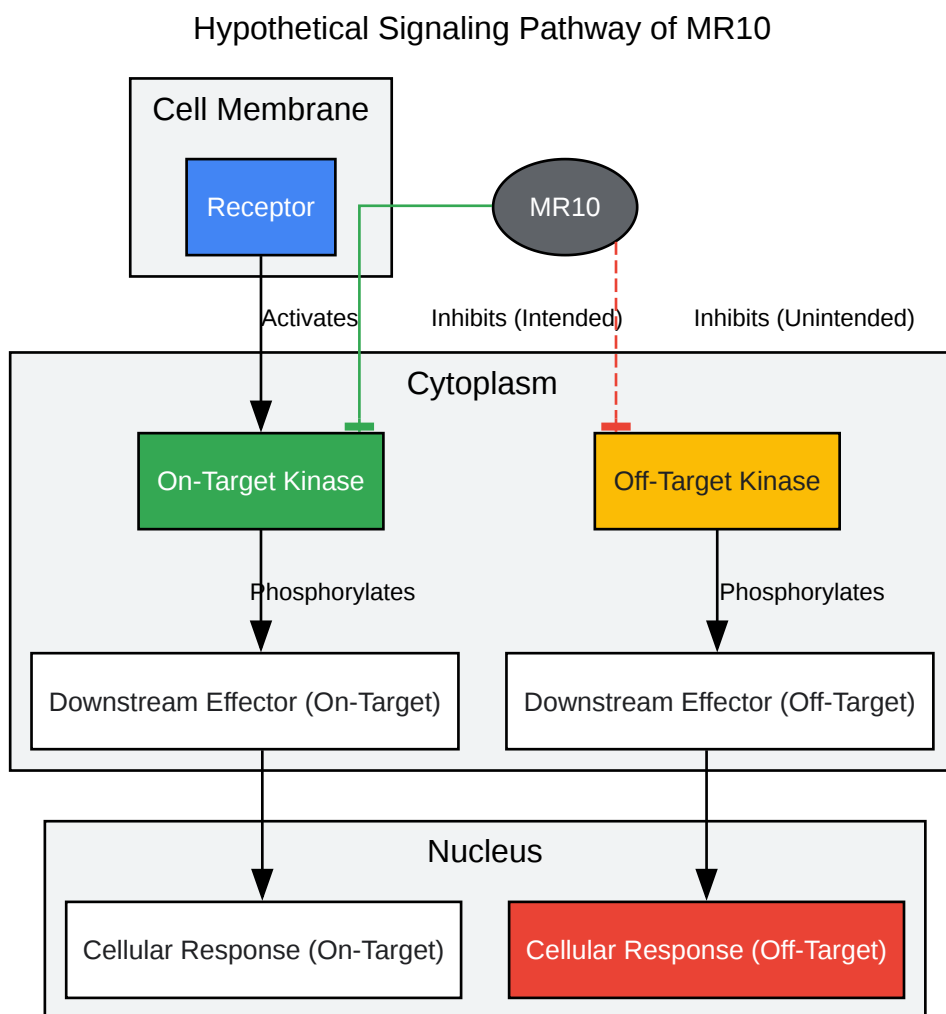 Hypothetical Signaling Pathway of MR10
Cell Membrane
Receptor
MR10
Activates
Inhibits (Intended)
Inhibits (Unintended)
Cytoplasm
On-Target Kinase
Off-Target Kinase
Phosphorylates
Phosphorylates
Downstream Effector (On-Target)
Downstream Effector (Off-Target)
Nucleus
Cellular Response (On-Target)
Cellular Response (Off-Target)